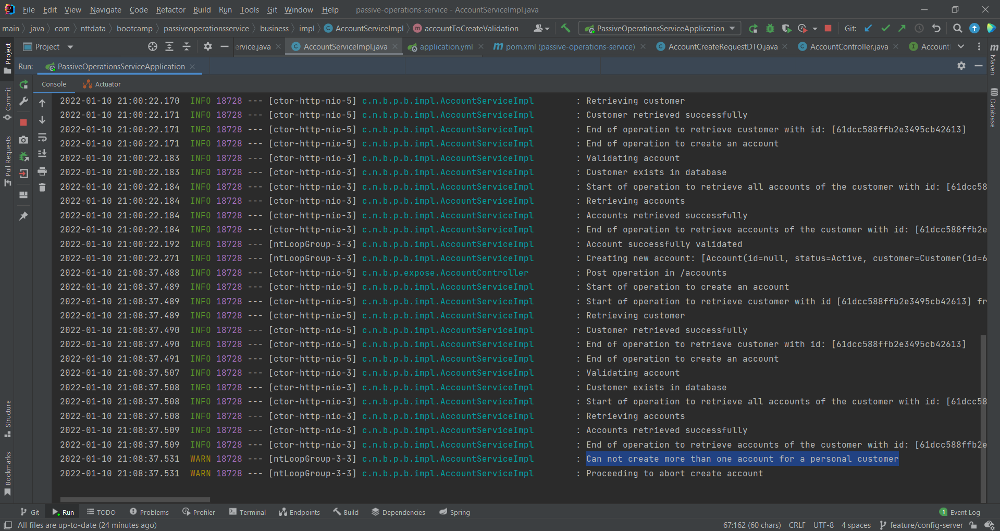 File Edit View Navigate Code Refactor Build Run Tools Git Window Help passive-operations-service - AccountServiceImpl.java
main java com nttdata bootcamp passiveoperationsservice business impl AccountServiceImpl accountToCreateValidation PassiveOperationsServiceApplication Git:
Project ervice.java AccountServiceImpl.java application.yml pom.xml (passive-operations-service) AccountCreateRequestDTO.java AccountController.java Account
Run: PassiveOperationsServiceApplication
Console Actuator
2022-01-10 21:00:22.170 INFO 18728 --- [ctor-http-nio-5] c.n.b.p.b.impl.AccountServiceImpl : Retrieving customer
2022-01-10 21:00:22.171 INFO 18728 --- [ctor-http-nio-5] c.n.b.p.b.impl.AccountServiceImpl : Customer retrieved successfully
2022-01-10 21:00:22.171 INFO 18728 --- [ctor-http-nio-5] c.n.b.p.b.impl.AccountServiceImpl : End of operation to retrieve customer with id: [61dcc588ffb2e3495cb42613]
2022-01-10 21:00:22.171 INFO 18728 --- [ctor-http-nio-5] c.n.b.p.b.impl.AccountServiceImpl : End of operation to create an account
2022-01-10 21:00:22.183 INFO 18728 --- [ctor-http-nio-3] c.n.b.p.b.impl.AccountServiceImpl : Validating account
2022-01-10 21:00:22.183 INFO 18728 --- [ctor-http-nio-3] c.n.b.p.b.impl.AccountServiceImpl : Customer exists in database
2022-01-10 21:00:22.184 INFO 18728 --- [ctor-http-nio-3] c.n.b.p.b.impl.AccountServiceImpl : Start of operation to retrieve all accounts of the customer with id: [61dcc58
2022-01-10 21:00:22.184 INFO 18728 --- [ctor-http-nio-3] c.n.b.p.b.impl.AccountServiceImpl : Retrieving accounts
2022-01-10 21:00:22.184 INFO 18728 --- [ctor-http-nio-3] c.n.b.p.b.impl.AccountServiceImpl : Accounts retrieved successfully
2022-01-10 21:00:22.184 INFO 18728 --- [ctor-http-nio-3] c.n.b.p.b.impl.AccountServiceImpl : End of operation to retrieve accounts of the customer with id: [61dcc588ffb2e
2022-01-10 21:00:22.192 INFO 18728 --- [ntLoopGroup-3-3] c.n.b.p.b.impl.AccountServiceImpl : Account successfully validated
2022-01-10 21:00:22.271 INFO 18728 --- [ntLoopGroup-3-3] c.n.b.p.b.impl.AccountServiceImpl : Creating new account: [Account(id=null, status=Active, customer=Customer(id=6
2022-01-10 21:08:37.488 INFO 18728 --- [ctor-http-nio-5] c.n.b.p.expose.AccountController : Post operation in /accounts
2022-01-10 21:08:37.489 INFO 18728 --- [ctor-http-nio-5] c.n.b.p.b.impl.AccountServiceImpl : Start of operation to create an account
2022-01-10 21:08:37.489 INFO 18728 --- [ctor-http-nio-5] c.n.b.p.b.impl.AccountServiceImpl : Start of operation to retrieve customer with id [61dcc588ffb2e3495cb42613] fr
2022-01-10 21:08:37.489 INFO 18728 --- [ctor-http-nio-5] c.n.b.p.b.impl.AccountServiceImpl : Retrieving customer
2022-01-10 21:08:37.490 INFO 18728 --- [ctor-http-nio-5] c.n.b.p.b.impl.AccountServiceImpl : Customer retrieved successfully
2022-01-10 21:08:37.490 INFO 18728 --- [ctor-http-nio-5] c.n.b.p.b.impl.AccountServiceImpl : End of operation to retrieve customer with id: [61dcc588ffb2e3495cb42613]
2022-01-10 21:08:37.491 INFO 18728 --- [ctor-http-nio-5] c.n.b.p.b.impl.AccountServiceImpl : End of operation to create an account
2022-01-10 21:08:37.507 INFO 18728 --- [ctor-http-nio-3] c.n.b.p.b.impl.AccountServiceImpl : Validating account
2022-01-10 21:08:37.508 INFO 18728 --- [ctor-http-nio-3] c.n.b.p.b.impl.AccountServiceImpl : Customer exists in database
2022-01-10 21:08:37.508 INFO 18728 --- [ctor-http-nio-3] c.n.b.p.b.impl.AccountServiceImpl : Start of operation to retrieve all accounts of the customer with id: [61dcc58
2022-01-10 21:08:37.508 INFO 18728 --- [ctor-http-nio-3] c.n.b.p.b.impl.AccountServiceImpl : Retrieving accounts
2022-01-10 21:08:37.509 INFO 18728 --- [ctor-http-nio-3] c.n.b.p.b.impl.AccountServiceImpl : Accounts retrieved successfully
2022-01-10 21:08:37.509 INFO 18728 --- [ctor-http-nio-3] c.n.b.p.b.impl.AccountServiceImpl : End of operation to retrieve accounts of the customer with id: [61dcc588ffb2e
2022-01-10 21:08:37.531 WARN 18728 --- [ntLoopGroup-3-3] c.n.b.p.b.impl.AccountServiceImpl : Can not create more than one account for a personal customer
2022-01-10 21:08:37.531 WARN 18728 --- [ntLoopGroup-3-3] c.n.b.p.b.impl.AccountServiceImpl : Proceeding to abort create account
Project
Commit
Pull Requests
Structure
Bookmarks
Maven
Database
Git Run TODO Problems Profiler Terminal Endpoints Build Dependencies Spring 1 Event Log
All files are up-to-date (24 minutes ago) 67:162 (60 chars) CRLF UTF-8 4 spaces feature/config-server